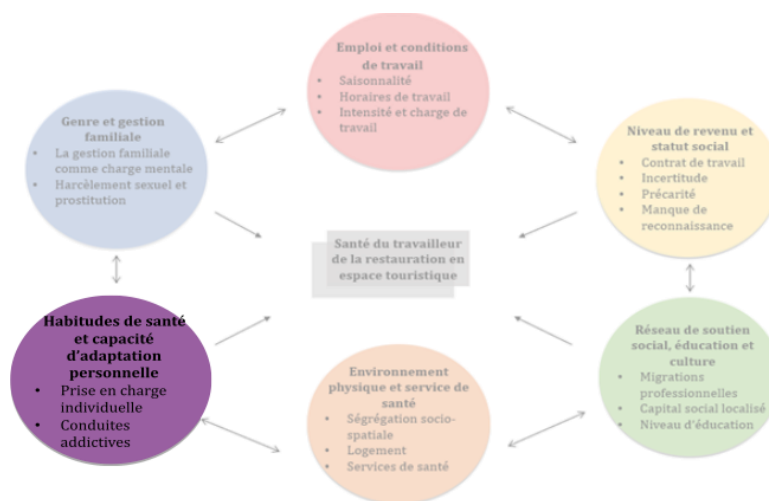 Emploi et conditions
de travail
• Saisonnalité
• Horaires de travail
• Intensité et charge de
travail
Genre et gestion
familiale
• La gestion familiale
comme charge mentale
• Harcèlement sexuel et
prostitution
Niveau de revenu et
statut social
• Contrat de travail
• Incertitude
• Précarité
• Manque de
reconnaissance
Santé du travailleur
de la restauration en
espace touristique
Habitudes de santé
et capacité
d'adaptation
personnelle
• Prise en charge
individuelle
• Conduites
addictives
Environnement
physique et service de
santé
• Ségrégation socio-
spatiale
• Logement
• Services de santé
Réseau de soutien
social, éducation et
culture
• Migrations
professionnelles
• Capital social localisé
• Niveau d'éducation